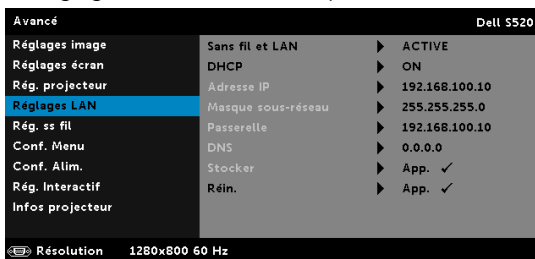 Avancé Dell S520
Réglages image
Réglages écran
Rég. projecteur
Réglages LAN
Rég. ss fil
Conf. Menu
Conf. Alim.
Rég. Interactif
Infos projecteur
Sans fil et LAN ACTIVE
DHCP ON
Adresse IP 192.168.100.10
Masque sous-réseau 255.255.255.0
Passerelle 192.168.100.10
DNS 0.0.0.0
Stocker App. ✓
Réin. App. ✓
Résolution 1280x800 60 Hz